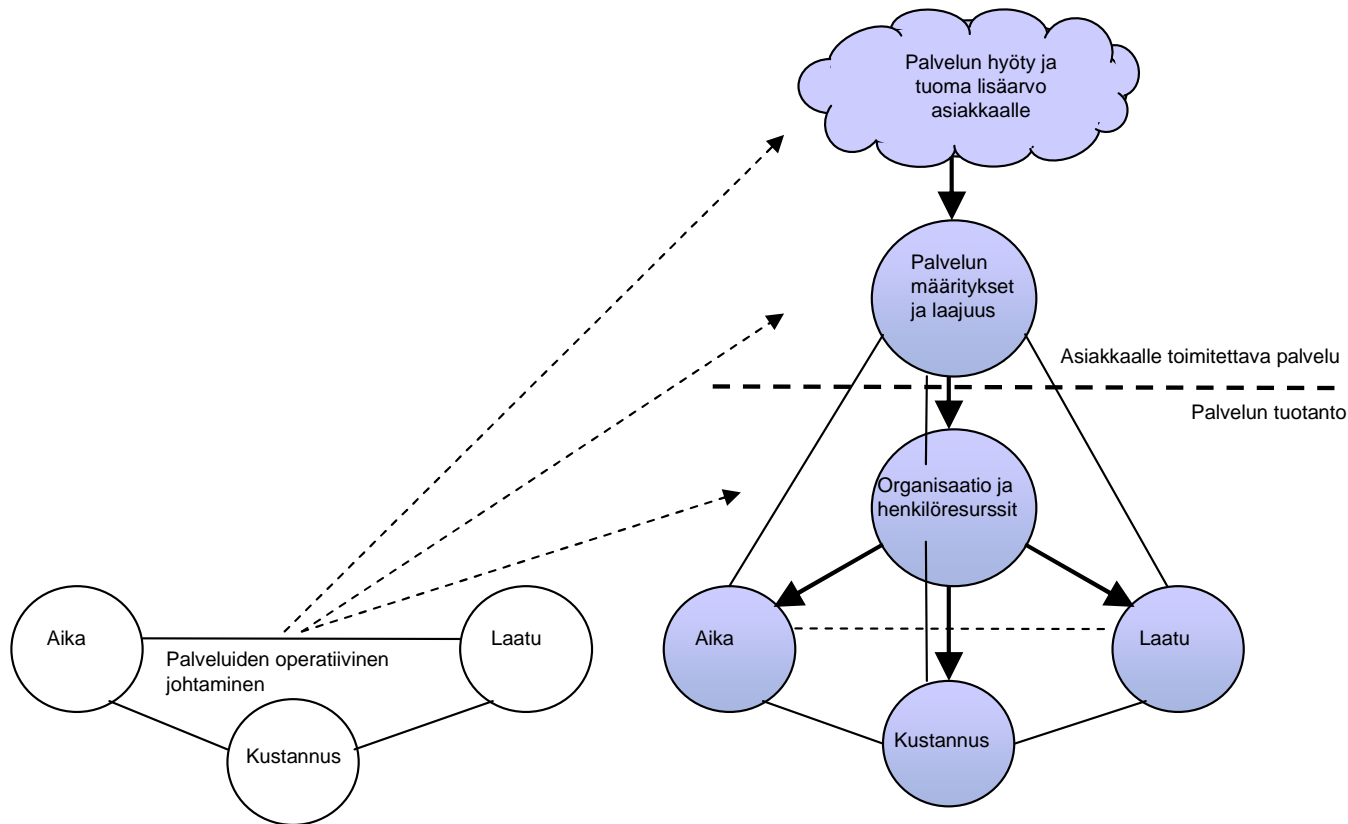 Palvelun hyöty ja
tuoma lisäarvo
asiakkaalle
Palvelun
määritykset
ja laajuus
Asiakkaalle toimitettava palvelu
Palvelun tuotanto
Organisaatio ja
henkilöresurssit
Aika
Laatu
Palveluiden operatiivinen
johtaminen
Kustannus
Aika
Laatu
Kustannus